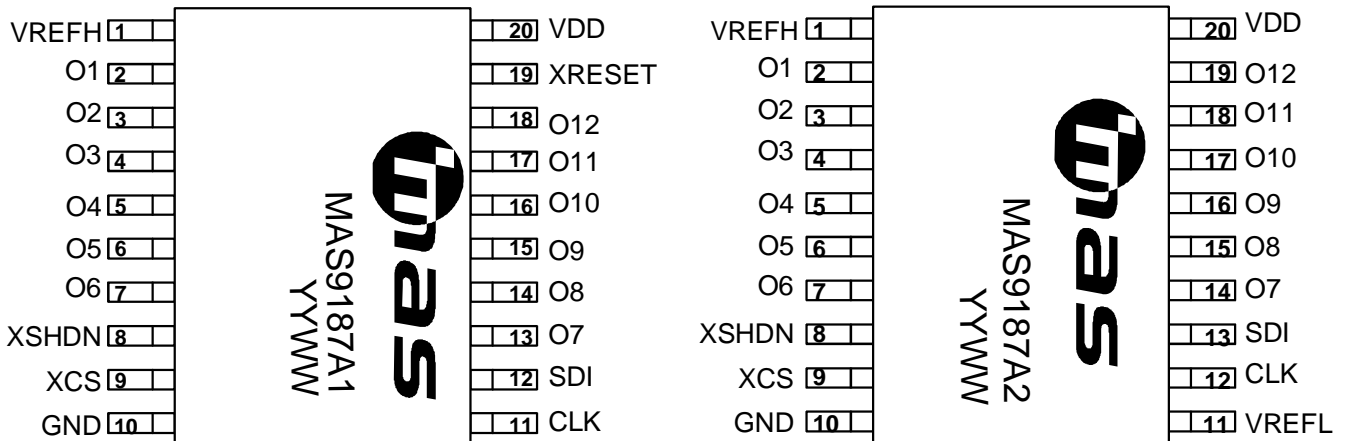 VREFH 1 20 VDD
O1 2 19 XRESET
O2 3 18 O12
O3 4 17 O11
O4 5 16 O10
O5 6 15 O9
O6 7 14 O8
XSHDN 8 13 O7
XCS 9 12 SDI
GND 10 11 CLK
mas
MAS9187A1
YYWW
VREFH 1 20 VDD
O1 2 19 O12
O2 3 18 O11
O3 4 17 O10
O4 5 16 O9
O5 6 15 O8
O6 7 14 O7
XSHDN 8 13 SDI
XCS 9 12 CLK
GND 10 11 VREFL
mas
MAS9187A2
YYWW